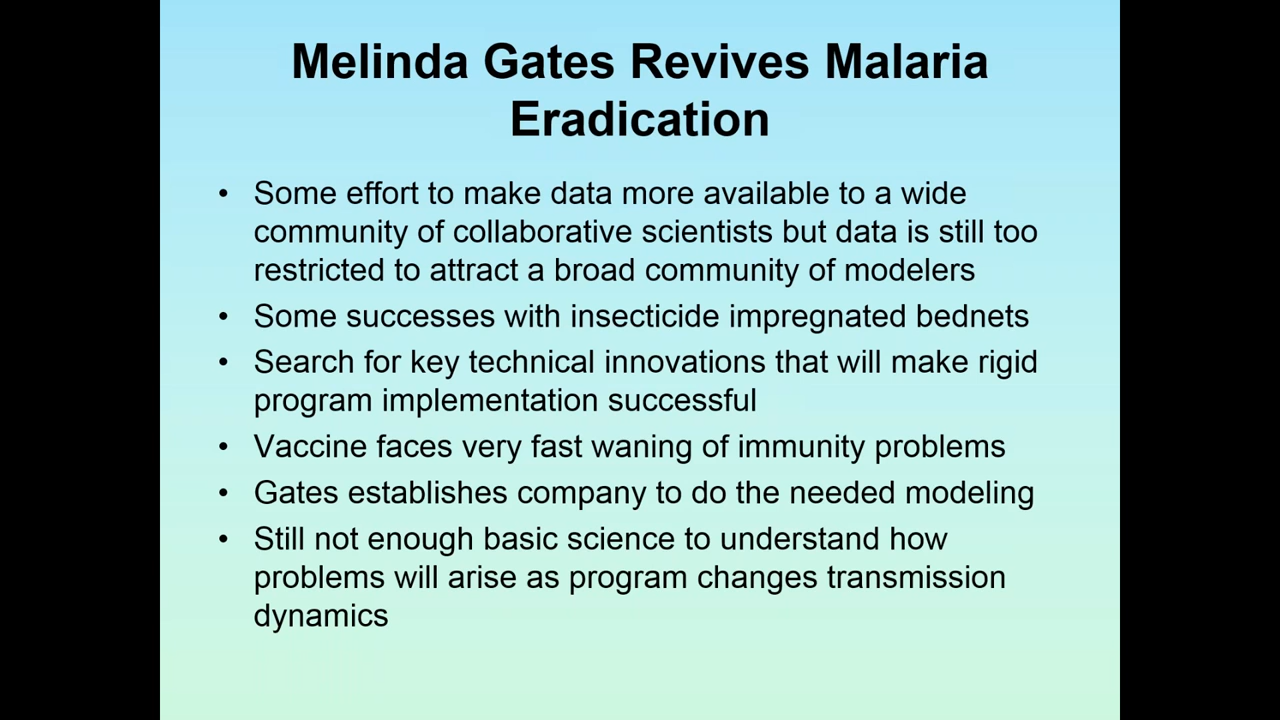 Melinda Gates Revives Malaria
Eradication
• Some effort to make data more available to a wide
community of collaborative scientists but data is still too
restricted to attract a broad community of modelers
• Some successes with insecticide impregnated bednets
• Search for key technical innovations that will make rigid
program implementation successful
• Vaccine faces very fast waning of immunity problems
• Gates establishes company to do the needed modeling
• Still not enough basic science to understand how
problems will arise as program changes transmission
dynamics